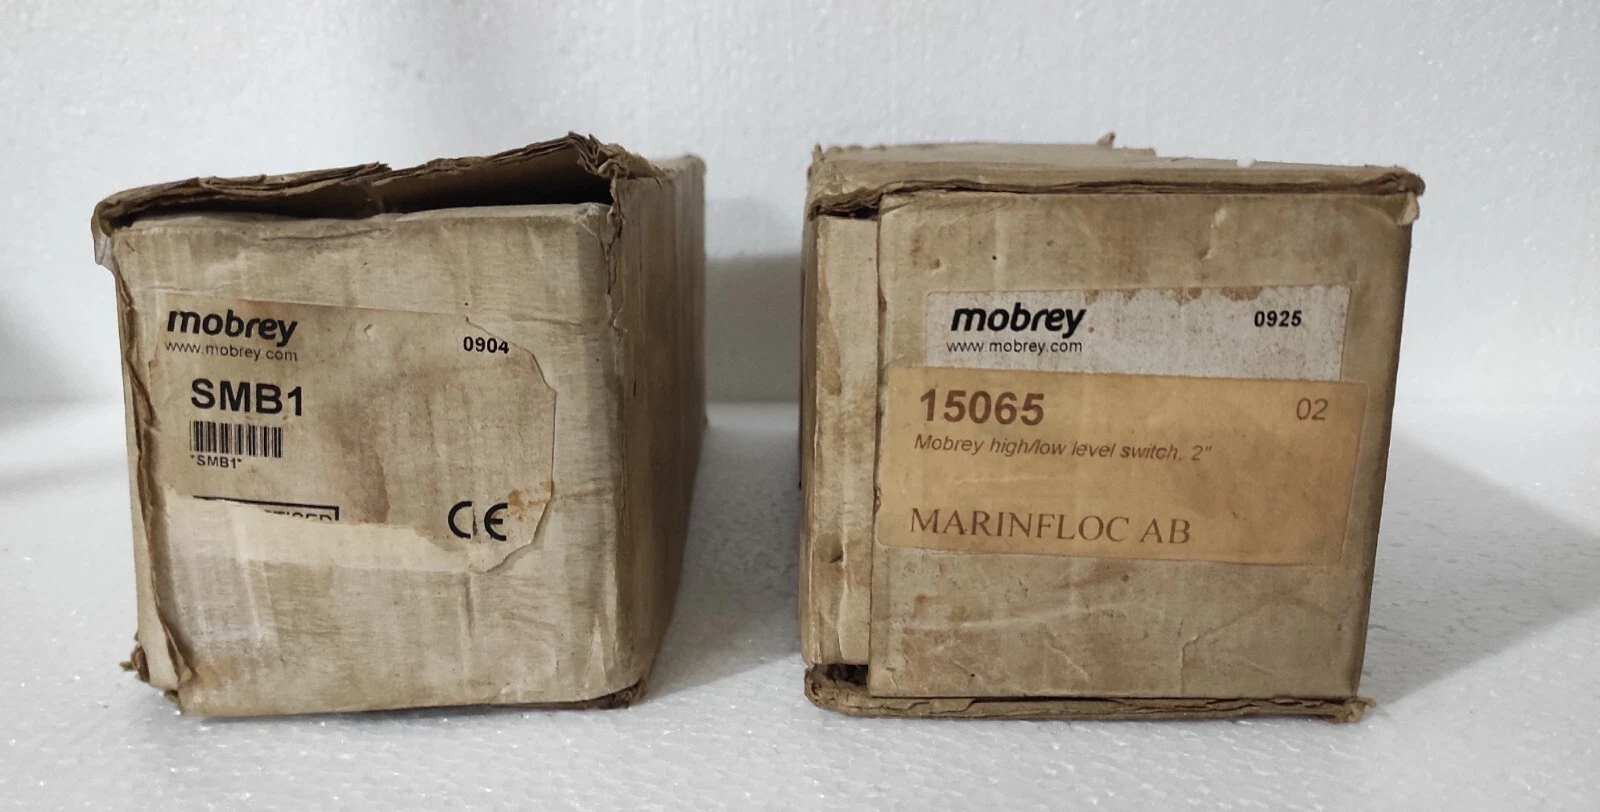 mobrey
www.mobrey.com
0904
SMB1
*SMB1*
CE
mobrey
www.mobrey.com
0925
15065
02
Mobrey high/low level switch, 2"
MARINFLOC AB